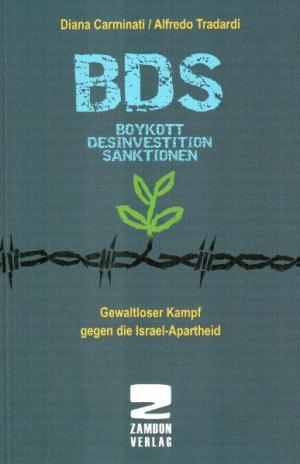 Diana Carminati / Alfredo Tradardi
BDS
BOYKOTT
DESINVESTITION
SANKTIONEN
Gewaltloser Kampf
gegen die Israel-Apartheid
ZAMBON
VERLAG